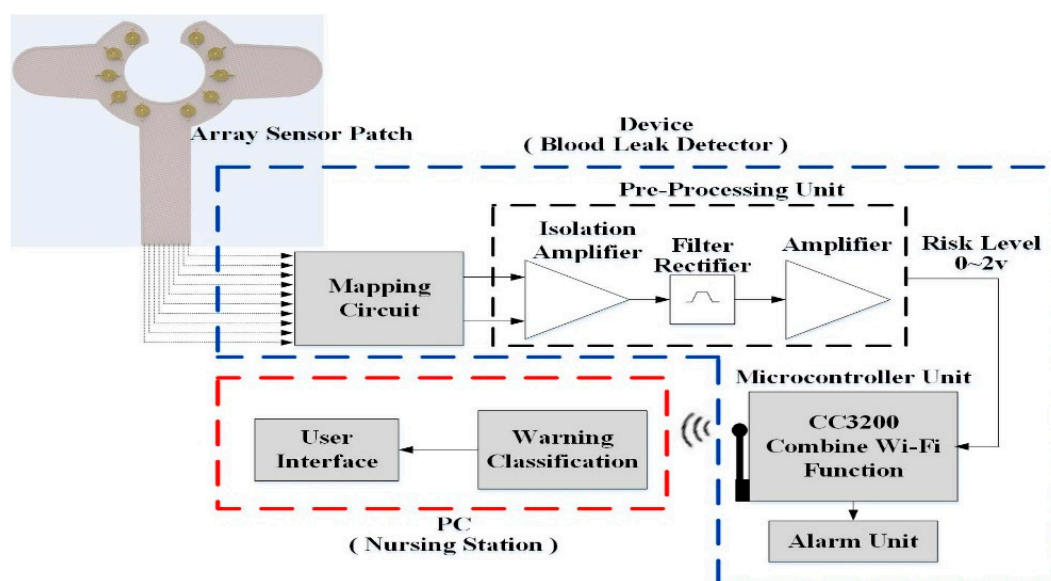 Array Sensor Patch
Device
( Blood Leak Detector )
Pre-Processing Unit
Isolation
Amplifier
Filter
Rectifier
Amplifier
Risk Level
0~2v
Mapping
Circuit
Microcontroller Unit
CC3200
Combine Wi-Fi
Function
Alarm Unit
User
Interface
Warning
Classification
PC
( Nursing Station )